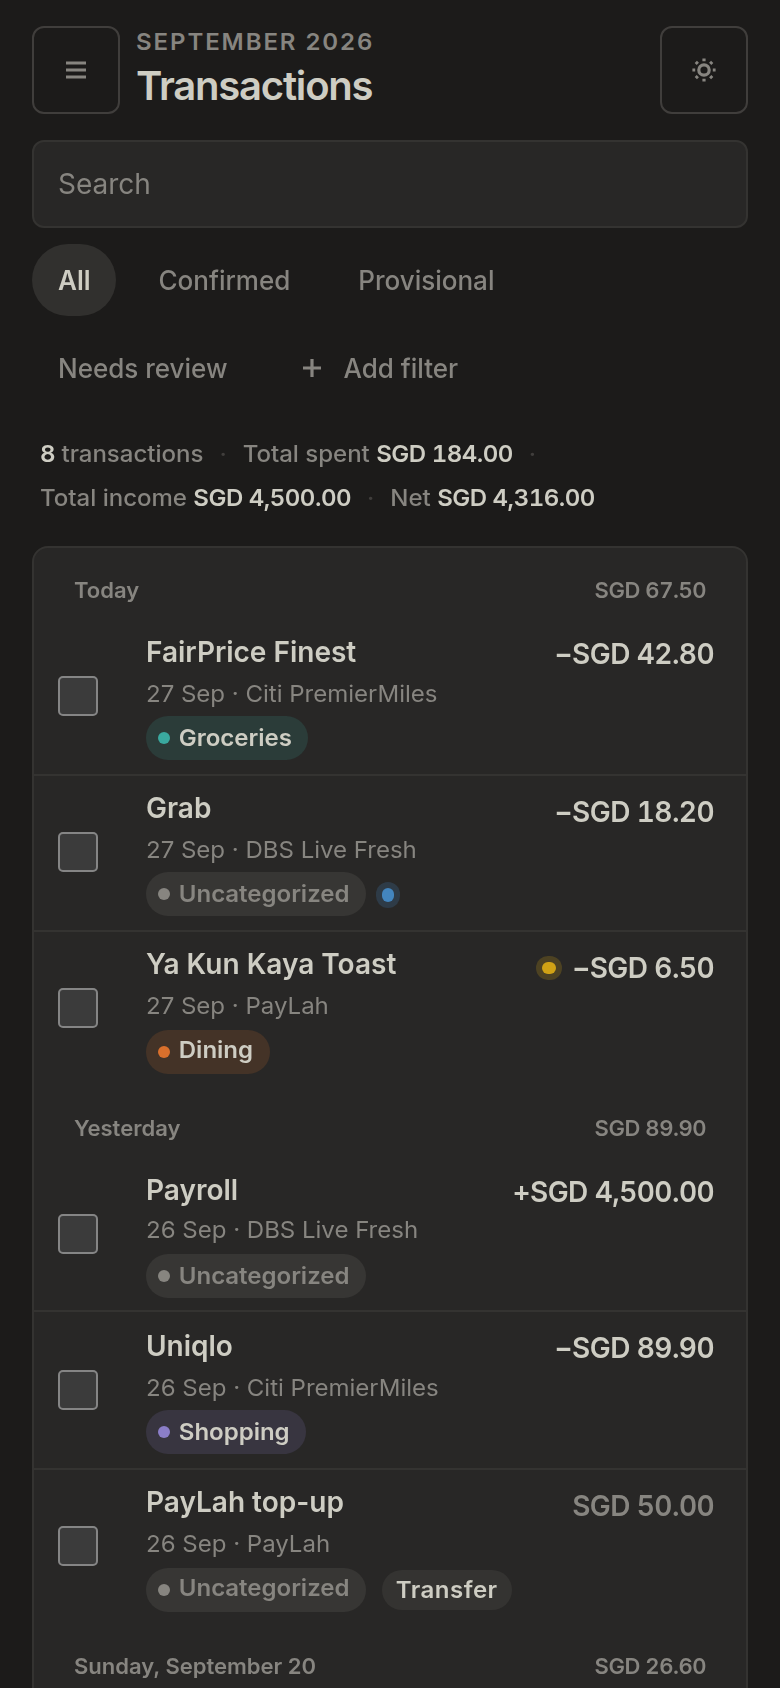 SEPTEMBER 2026
Transactions
Search
All Confirmed Provisional
Needs review + Add filter
8 transactions · Total spent SGD 184.00 ·
Total income SGD 4,500.00 · Net SGD 4,316.00
Today SGD 67.50
FairPrice Finest −SGD 42.80
27 Sep · Citi PremierMiles
Groceries
Grab −SGD 18.20
27 Sep · DBS Live Fresh
Uncategorized
Ya Kun Kaya Toast −SGD 6.50
27 Sep · PayLah
Dining
Yesterday SGD 89.90
Payroll +SGD 4,500.00
26 Sep · DBS Live Fresh
Uncategorized
Uniqlo −SGD 89.90
26 Sep · Citi PremierMiles
Shopping
PayLah top-up SGD 50.00
26 Sep · PayLah
Uncategorized Transfer
Sunday, September 20 SGD 26.60